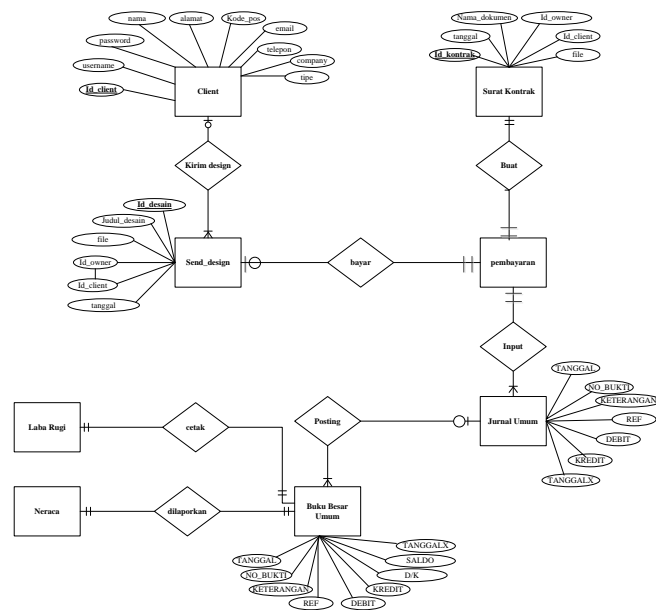 nama
alamat
Kode_pos
email
password
telepon
username
company
Id_client
tipe
Client
Nama_dokumen
Id_owner
tanggal
Id_client
Id_kontrak
file
Surat Kontrak
Kirim design
Buat
Id_desain
Judul_desain
file
Id_owner
Id_client
tanggal
Send_design
bayar
pembayaran
Input
TANGGAL
NO_BUKTI
KETERANGAN
REF
DEBIT
KREDIT
TANGGALX
Jurnal Umum
Laba Rugi
cetak
Posting
Neraca
dilaporkan
Buku Besar
Umum
TANGGAL
NO_BUKTI
KETERANGAN
REF
DEBIT
KREDIT
D/K
SALDO
TANGGALX